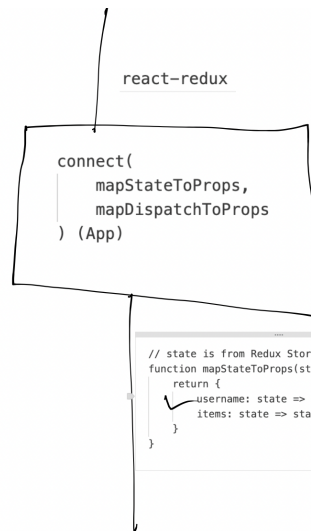 react-redux
connect(
mapStateToProps,
mapDispatchToProps
) (App)
// state is from Redux Stor
function mapStateToProps(st
return {
username: state =>
items: state => sta
}
}